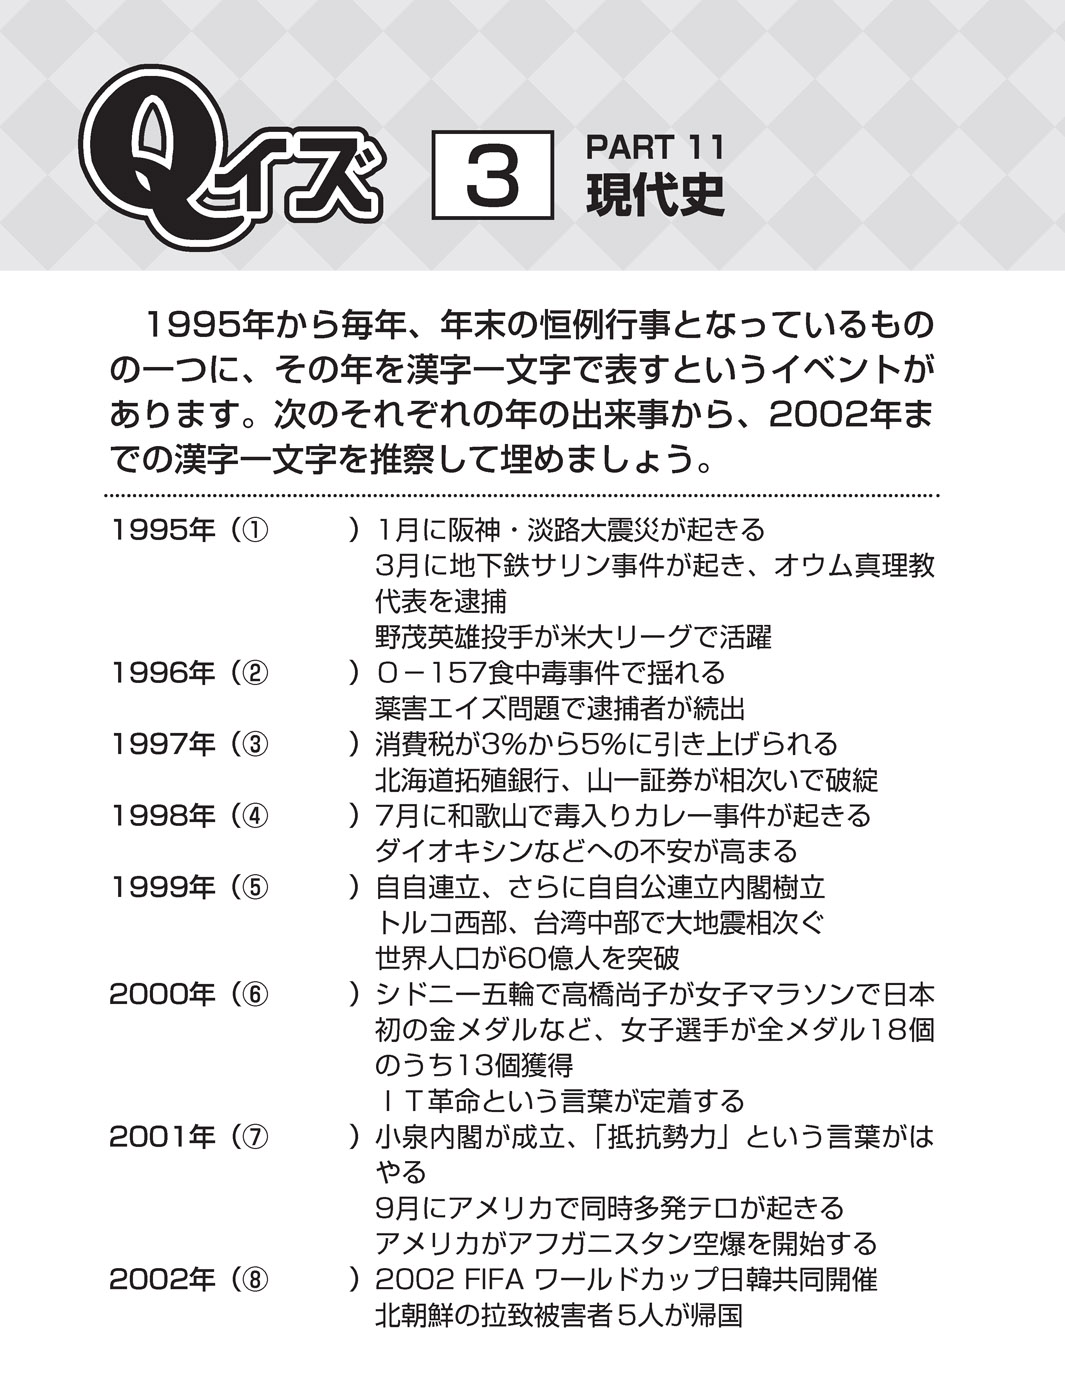 Qイズ
3
PART 11
現代史
1995年から毎年、年末の恒例行事となっているもの
の一つに、その年を漢字一文字で表すというイベントが
あります。次のそれぞれの年の出来事から、2002年ま
での漢字一文字を推察して埋めましょう。
1995年（①　　　）1月に阪神・淡路大震災が起きる
3月に地下鉄サリン事件が起き、オウム真理教
代表を逮捕
野茂英雄投手が米大リーグで活躍
1996年（②　　　）O－157食中毒事件で揺れる
薬害エイズ問題で逮捕者が続出
1997年（③　　　）消費税が3%から5%に引き上げられる
北海道拓殖銀行、山一証券が相次いで破綻
1998年（④　　　）7月に和歌山で毒入りカレー事件が起きる
ダイオキシンなどへの不安が高まる
1999年（⑤　　　）自自連立、さらに自自公連立内閣樹立
トルコ西部、台湾中部で大地震相次ぐ
世界人口が60億人を突破
2000年（⑥　　　）シドニー五輪で高橋尚子が女子マラソンで日本
初の金メダルなど、女子選手が全メダル18個
のうち13個獲得
ＩＴ革命という言葉が定着する
2001年（⑦　　　）小泉内閣が成立、「抵抗勢力」という言葉がは
やる
9月にアメリカで同時多発テロが起きる
アメリカがアフガニスタン空爆を開始する
2002年（⑧　　　）2002 FIFA ワールドカップ日韓共同開催
北朝鮮の拉致被害者5人が帰国